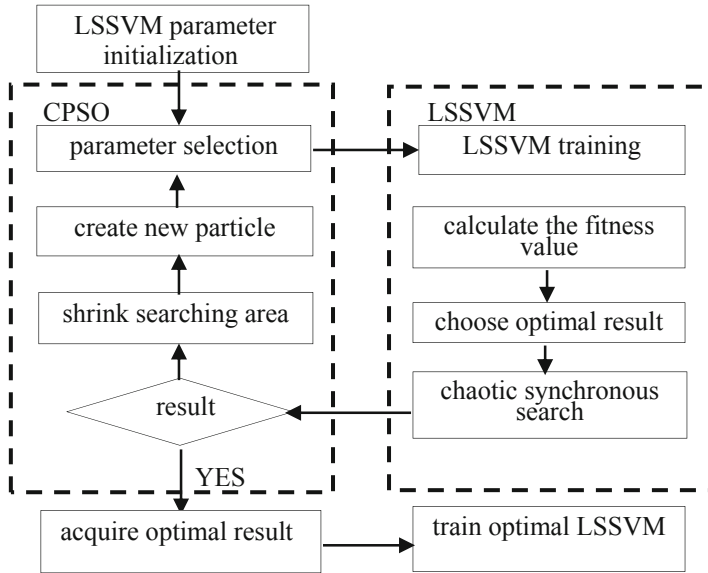 LSSVM parameter
initialization
CPSO
parameter selection
create new particle
shrink searching area
result
YES
acquire optimal result
LSSVM
LSSVM training
calculate the fitness
value
choose optimal result
chaotic synchronous
search
train optimal LSSVM